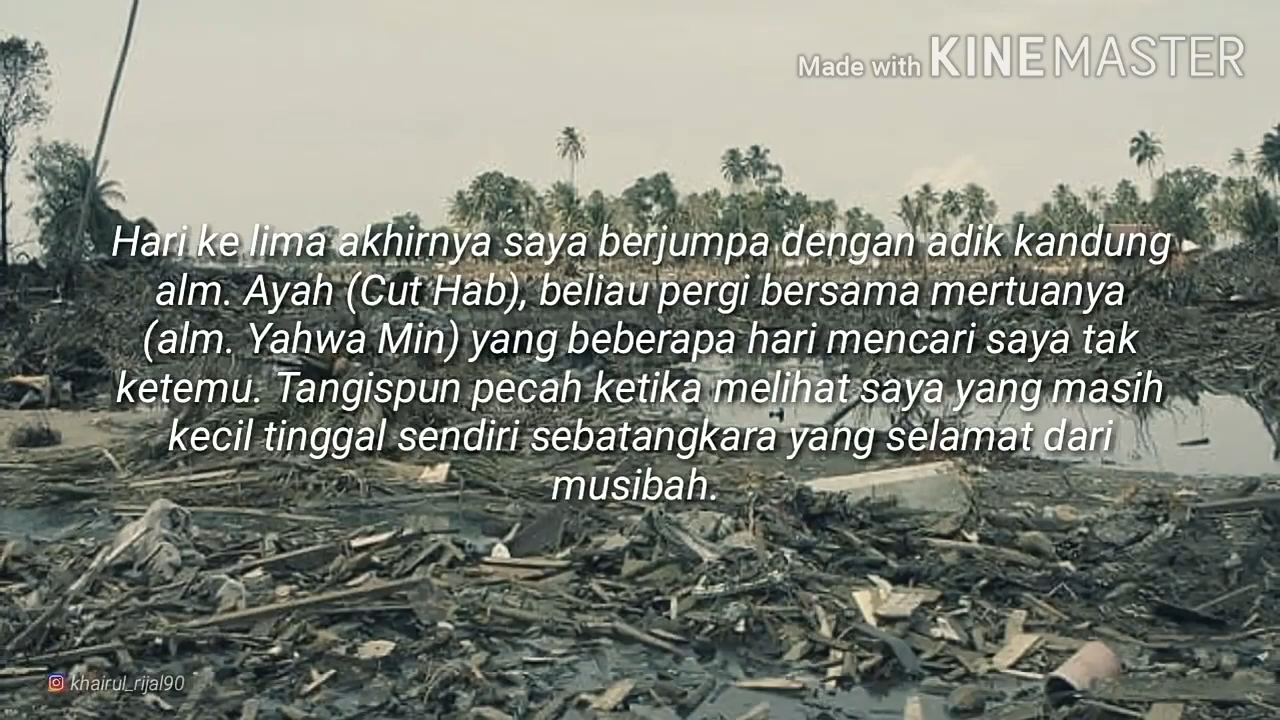 Made with KINEMASTER
Hari ke lima akhirnya saya berjumpa dengan adik kandung
alm. Ayah (Cut Hab), beliau pergi bersama mertuanya
(alm. Yahwa Min) yang beberapa hari mencari saya tak
ketemu. Tangispun pecah ketika melihat saya yang masih
kecil tinggal sendiri sebatangkara yang selamat dari
musibah.
khairul_rijal90